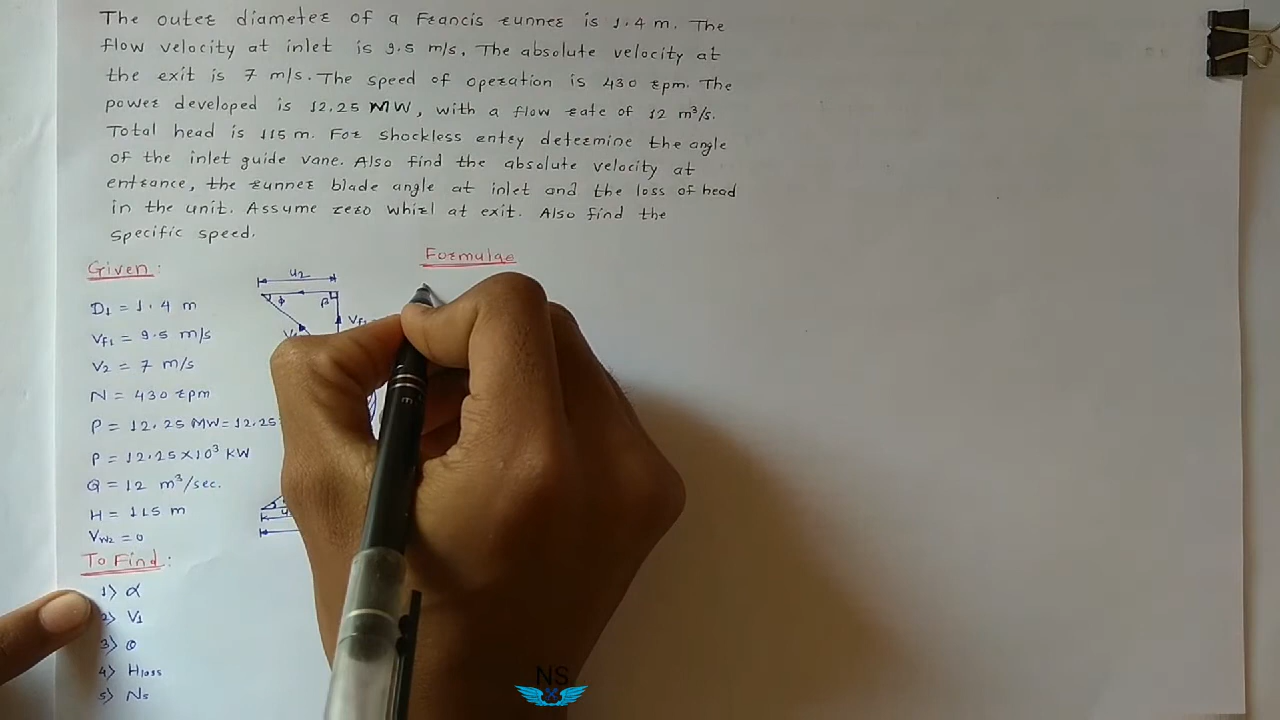 The outer diameter of a Francis runner is 1.4 m. The
flow velocity at inlet is 9.5 m/s. The absolute velocity at
the exit is 7 m/s. The speed of operation is 430 rpm. The
power developed is 12.25 MW, with a flow rate of 12 m³/s.
Total head is 115 m. For shockless entry determine the angle
of the inlet guide vane. Also find the absolute velocity at
entrance, the runner blade angle at inlet and the loss of head
in the unit. Assume zero whirl at exit. Also find the
specific speed.
Given:
D1 = 1.4 m
Vf1 = 9.5 m/s
V2 = 7 m/s
N = 430 rpm
P = 12.25 MW = 12.25
P = 12.25 × 10³ KW
Q = 12 m³/sec.
H = 115 m
Vw2 = 0
To Find:
1) α
2) V1
3) θ
4) Hloss
5) Ns
u2
ϕ β
Formulae
NS